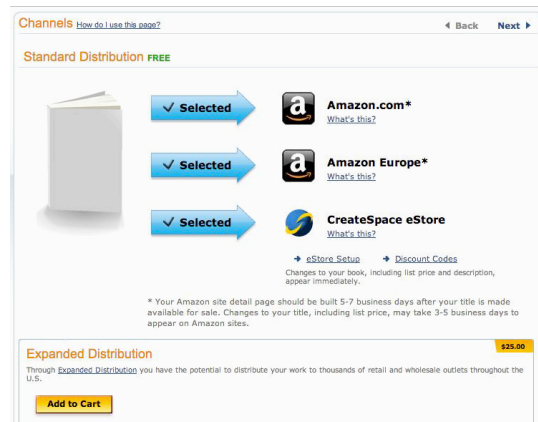 Channels How do I use this page?
Back Next
Standard Distribution FREE
Selected
Amazon.com*
What's this?
Selected
Amazon Europe*
What's this?
Selected
CreateSpace eStore
What's this?
eStore Setup Discount Codes
Changes to your book, including list price and description,
appear immediately.
* Your Amazon site detail page should be built 5-7 business days after your title is made
available for sale. Changes to your title, including list price, may take 3-5 business days to
appear on Amazon sites.
Expanded Distribution
$25.00
Through Expanded Distribution you have the potential to distribute your work to thousands of retail and wholesale outlets throughout the
U.S.
Add to Cart